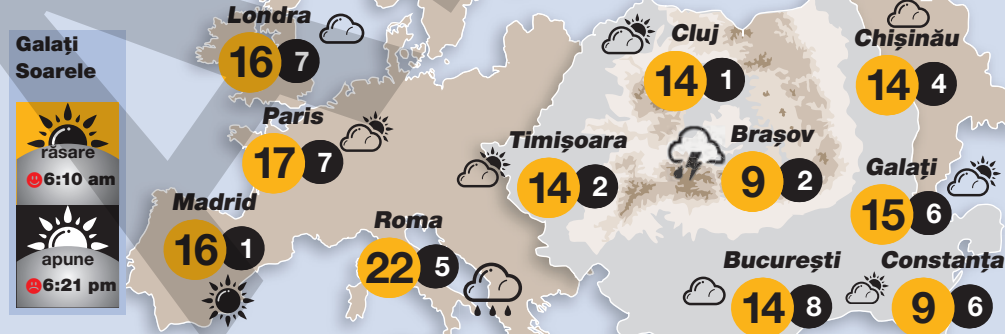 Galați
Soarele
răsare
6:10 am
apune
6:21 pm
Londra
16 7
Paris
17 7
Madrid
16 1
Roma
22 5
Timișoara
14 2
Cluj
14 1
Brașov
9 2
Chișinău
14 4
Galați
15 6
București
14 8
Constanța
9 6